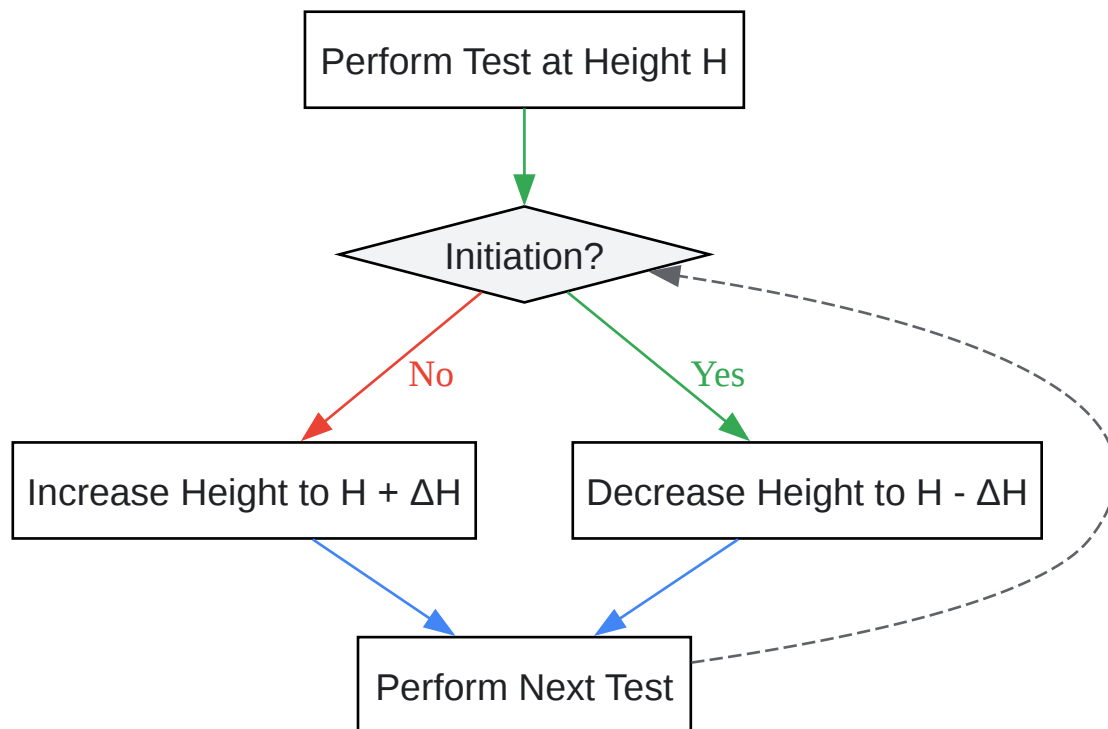 Perform Test at Height H
Initiation?
No
Yes
Increase Height to H + ΔH
Decrease Height to H - ΔH
Perform Next Test